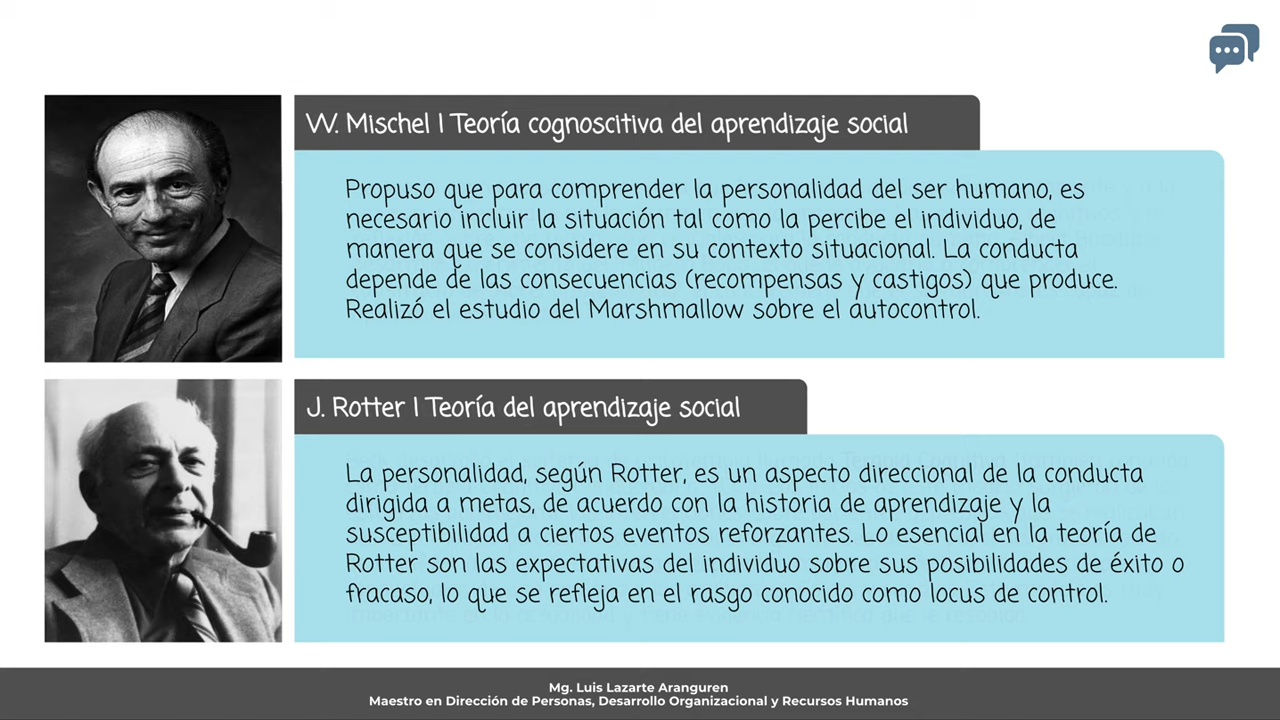 W. Mischel | Teoría cognoscitiva del aprendizaje social
Propuso que para comprender la personalidad del ser humano, es
necesario incluir la situación tal como la percibe el individuo, de
manera que se considere en su contexto situacional. La conducta
depende de las consecuencias (recompensas y castigos) que produce.
Realizó el estudio del Marshmallow sobre el autocontrol.
J. Rotter | Teoría del aprendizaje social
La personalidad, según Rotter, es un aspecto direccional de la conducta
dirigida a metas, de acuerdo con la historia de aprendizaje y la
susceptibilidad a ciertos eventos reforzantes. Lo esencial en la teoría de
Rotter son las expectativas del individuo sobre sus posibilidades de éxito o
fracaso, lo que se refleja en el rasgo conocido como locus de control.
Mg. Luis Lazarte Aranguren
Maestro en Dirección de Personas, Desarrollo Organizacional y Recursos Humanos